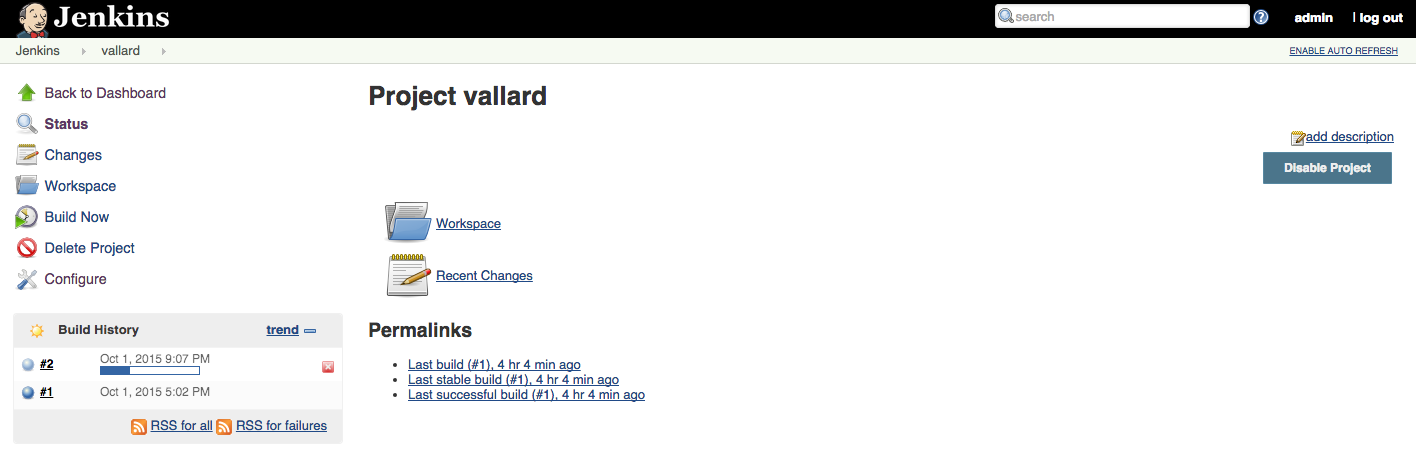 Jenkins
search
admin
| log out
Jenkins
vallard
ENABLE AUTO REFRESH
Back to Dashboard
Status
Changes
Workspace
Build Now
Delete Project
Configure
Build History
trend
#2
Oct 1, 2015 9:07 PM
#1
Oct 1, 2015 5:02 PM
RSS for all
RSS for failures
Project vallard
add description
Disable Project
Workspace
Recent Changes
Permalinks
Last build (#1), 4 hr 4 min ago
Last stable build (#1), 4 hr 4 min ago
Last successful build (#1), 4 hr 4 min ago